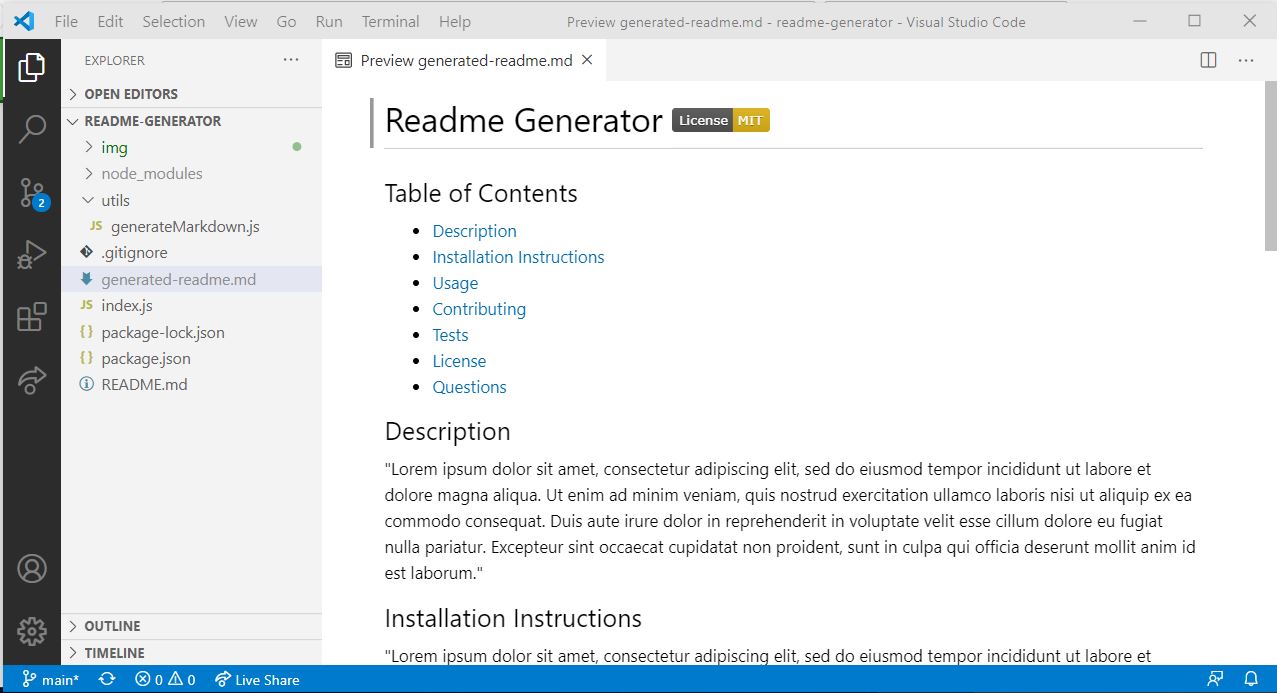 File Edit Selection View Go Run Terminal Help Preview generated-readme.md - readme-generator - Visual Studio Code
EXPLORER
OPEN EDITORS
README-GENERATOR
img
node_modules
utils
JS generateMarkdown.js
.gitignore
generated-readme.md
JS index.js
{} package-lock.json
{} package.json
README.md
OUTLINE
TIMELINE
2
Preview generated-readme.md
Readme Generator License MIT
Table of Contents
Description
Installation Instructions
Usage
Contributing
Tests
License
Questions
Description
"Lorem ipsum dolor sit amet, consectetur adipiscing elit, sed do eiusmod tempor incididunt ut labore et
dolore magna aliqua. Ut enim ad minim veniam, quis nostrud exercitation ullamco laboris nisi ut aliquip ex ea
commodo consequat. Duis aute irure dolor in reprehenderit in voluptate velit esse cillum dolore eu fugiat
nulla pariatur. Excepteur sint occaecat cupidatat non proident, sunt in culpa qui officia deserunt mollit anim id
est laborum."
Installation Instructions
"Lorem ipsum dolor sit amet, consectetur adipiscing elit, sed do eiusmod tempor incididunt ut labore et
main* 0 0 Live Share